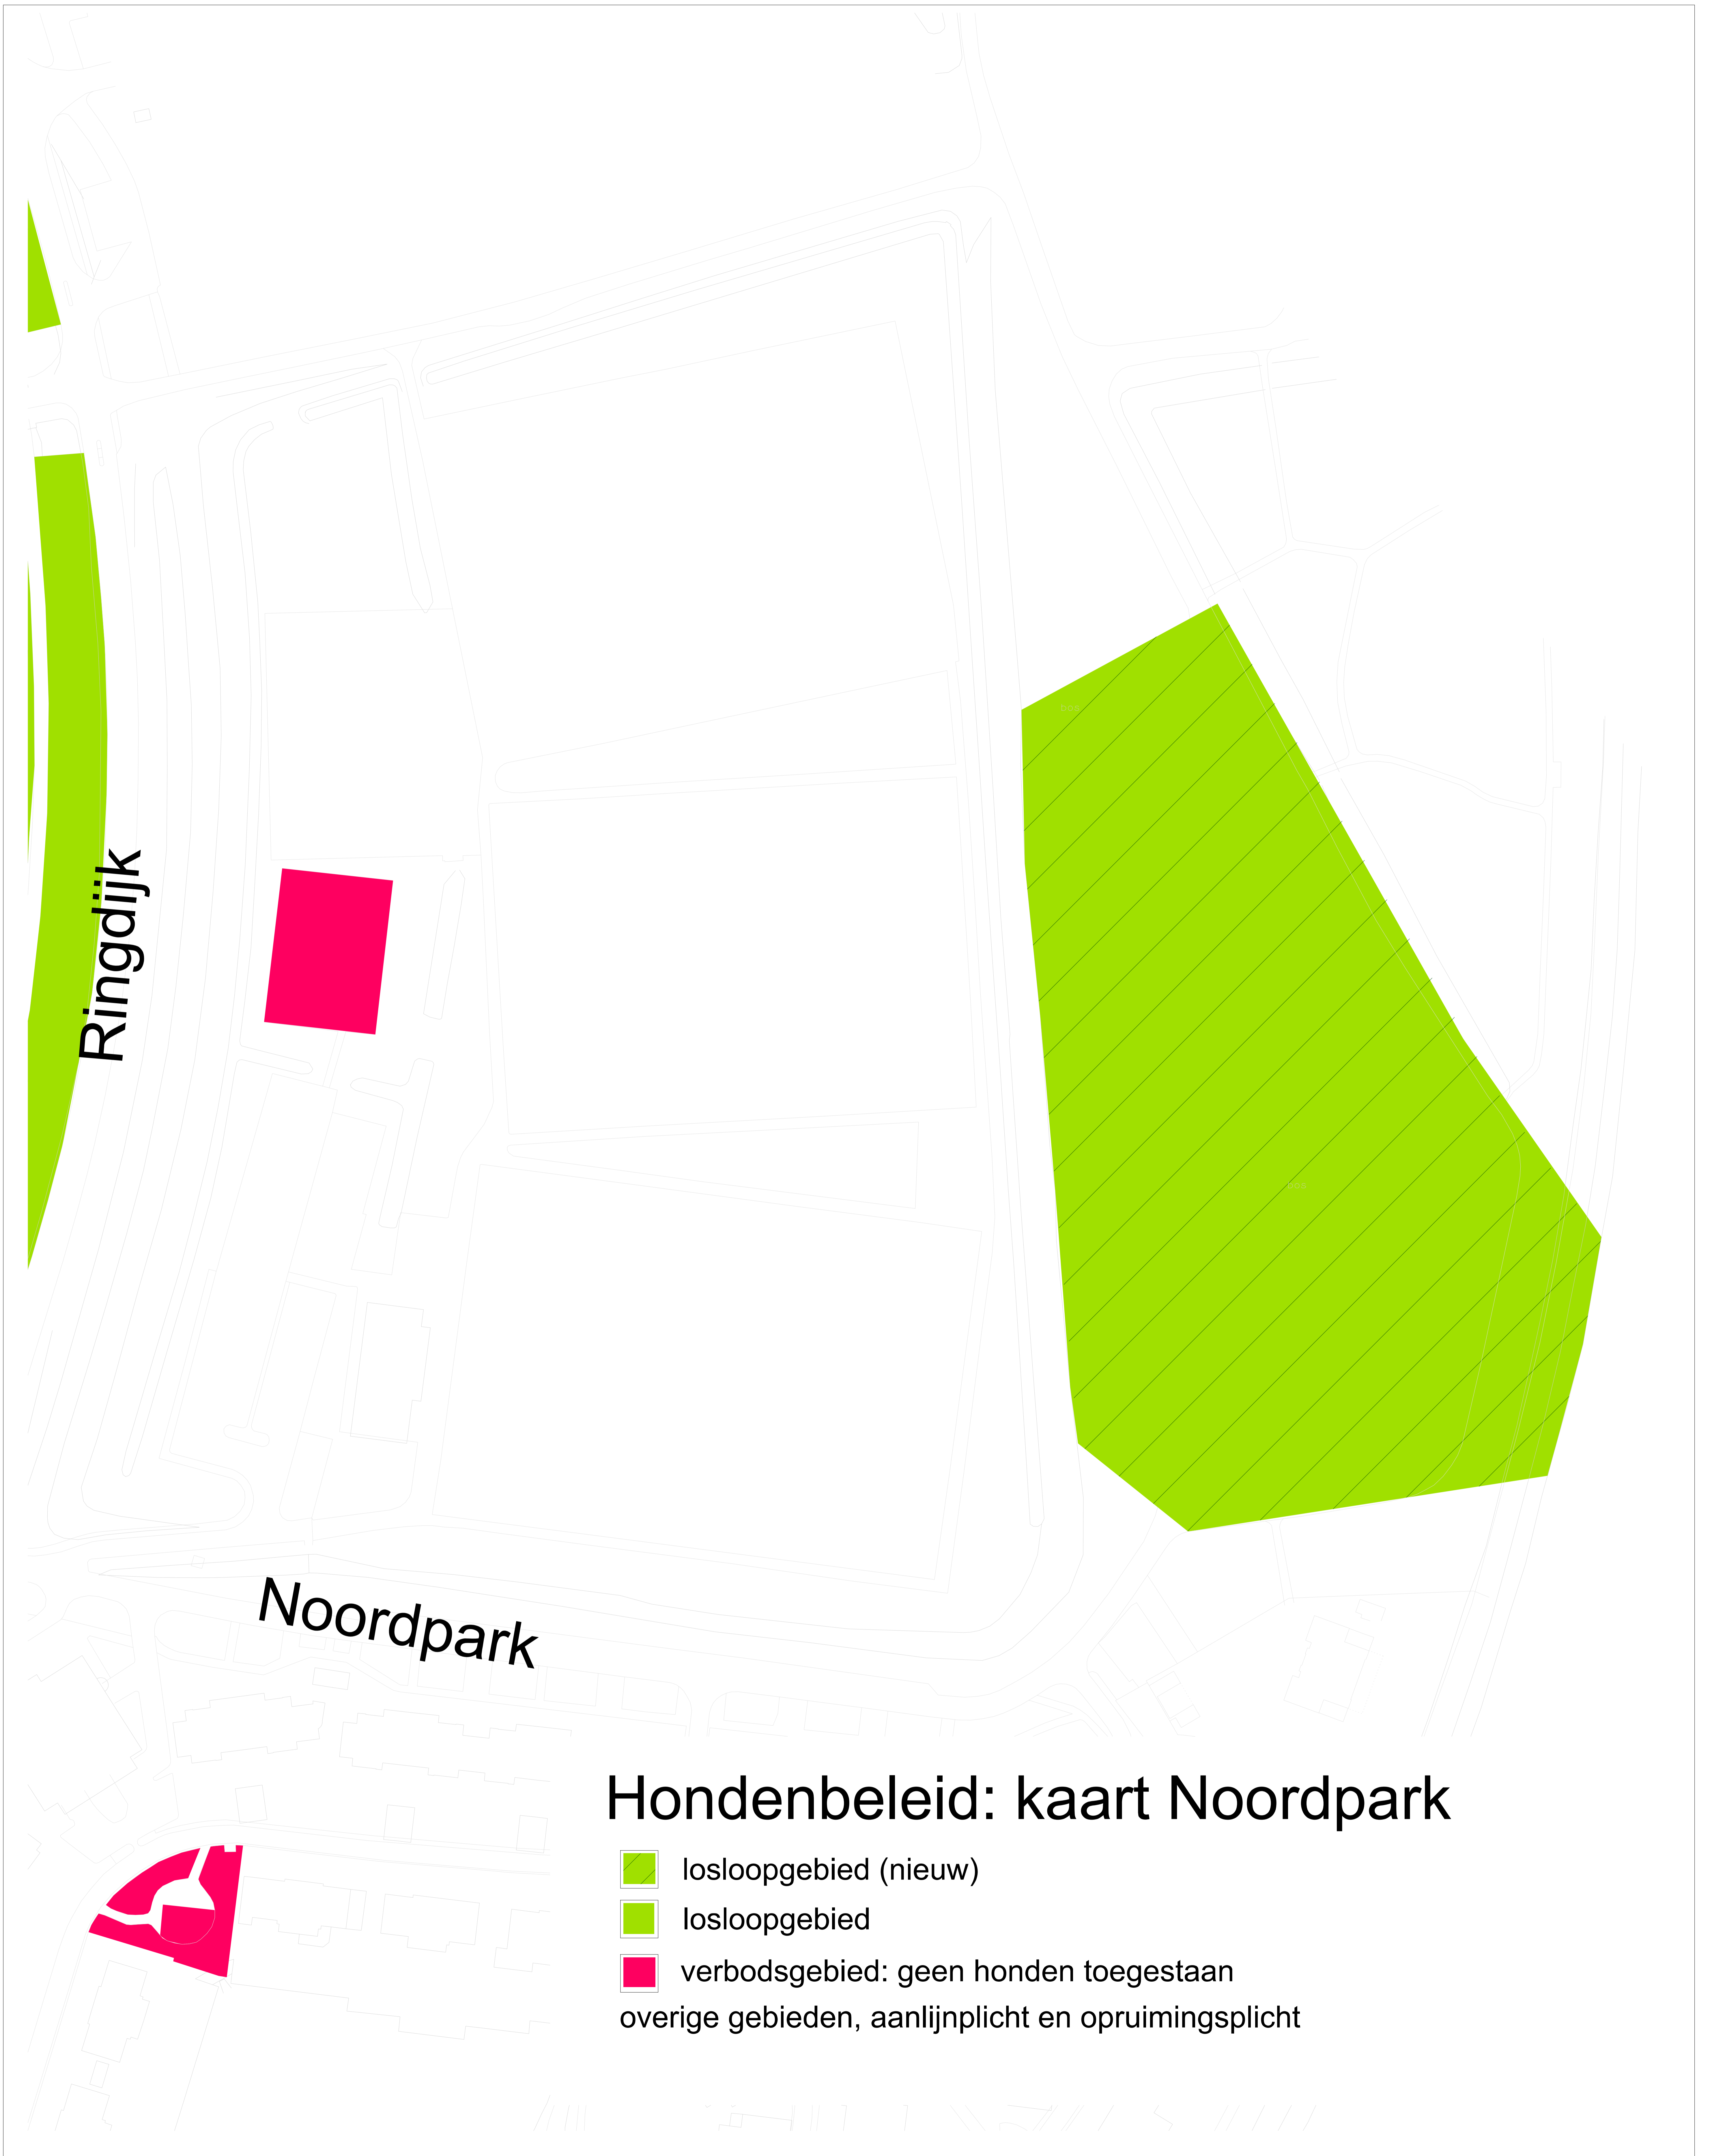 Ringdijk
Noordpark
Hondenbeleid: kaart Noordpark
losloopgebied (nieuw)
losloopgebied
verbodsgebied: geen honden toegestaan
overige gebieden, aanlijnplicht en opruimingsplicht